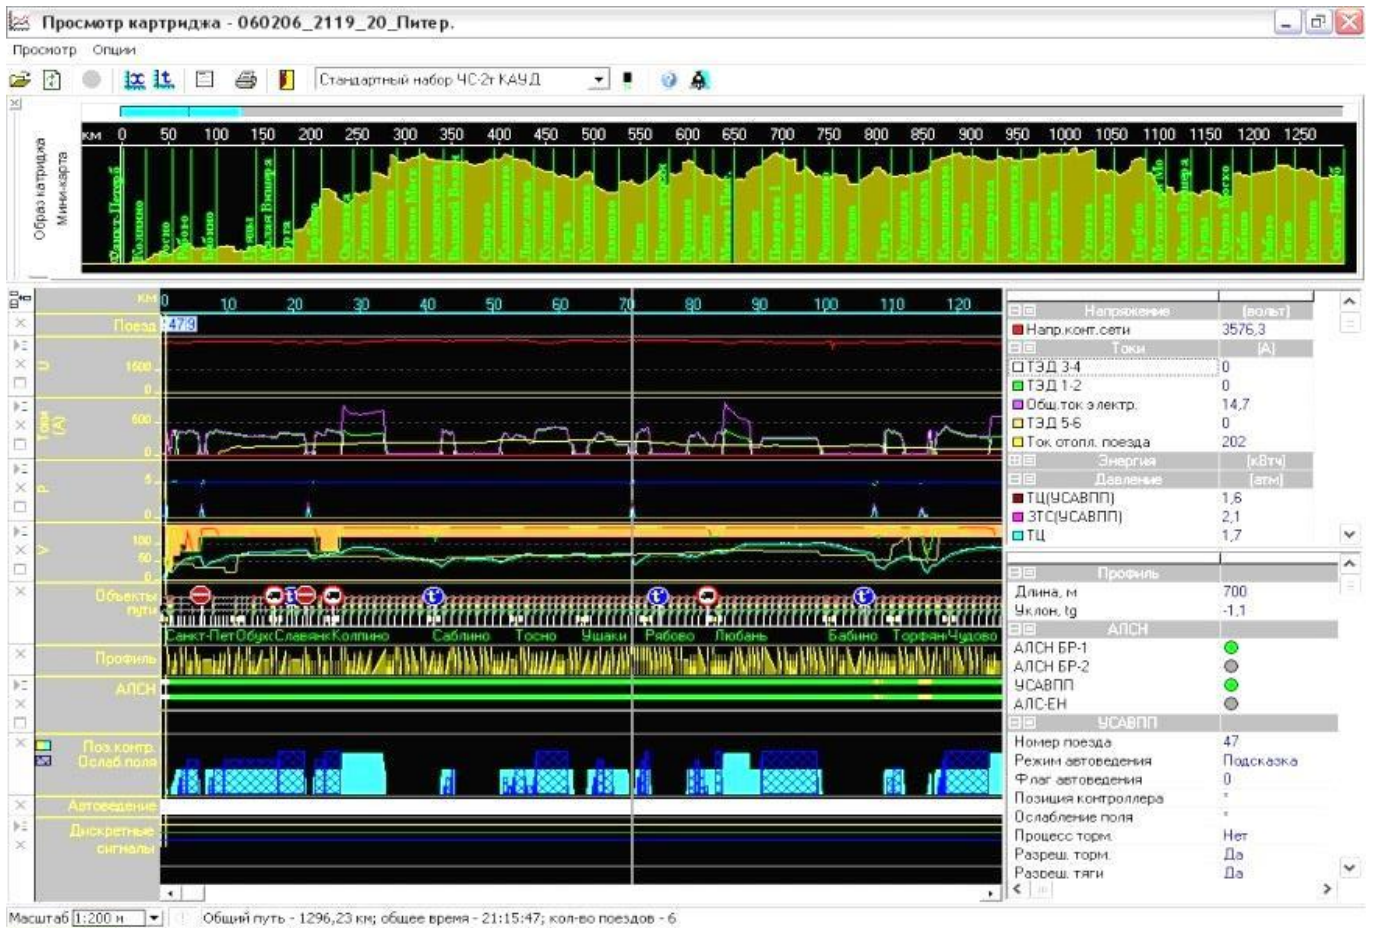 Просмотр картриджа - 060206_2119_20_Питер.
Просмотр Опции
Стандартный набор ЧС-2т КАУД
Образ катриджа
Мини-карта
км 0 50 100 150 200 250 300 350 400 450 500 550 600 650 700 750 800 850 900 950 1000 1050 1100 1150 1200 1250
км 0 10 20 30 40 50 60 70 80 90 100 110 120
Поезд 47 9
U 1500 0
Токи (А) 500 0
P 5 0
V 100 50 0
Объекты пути
Санкт-Пет Обухс Славянк Колпино Саблино Тосно Ушаки Рябово Любань Бабино Торфян Чудово
Профиль
АЛСН
Поз.контр.
Ослаб.поля
Автоведение
Дискретные сигналы
Напряжение [вольт]
Напр.конт.сети 3576,3
Токи [А]
ТЭД 3-4 0
ТЭД 1-2 0
Общ.ток электр. 14,7
ТЭД 5-6 0
Ток отопл. поезда 202
Энергия [кВтч]
Давление [атм]
ТЦ(УСАВПП) 1,6
ЗТС(УСАВПП) 2,1
ТЦ 1,7
Профиль
Длина, м 700
Уклон, tg -1,1
АЛСН
АЛСН БР-1
АЛСН БР-2
УСАВПП
АЛС-ЕН
УСАВПП
Номер поезда 47
Режим автоведения Подсказка
Флаг автоведения 0
Позиция контроллера *
Ослабление поля *
Процесс торм. Нет
Разреш. торм. Да
Разреш. тяги Да
Масштаб 1:200 м Общий путь - 1296,23 км; общее время - 21:15:47; кол-во поездов - 6